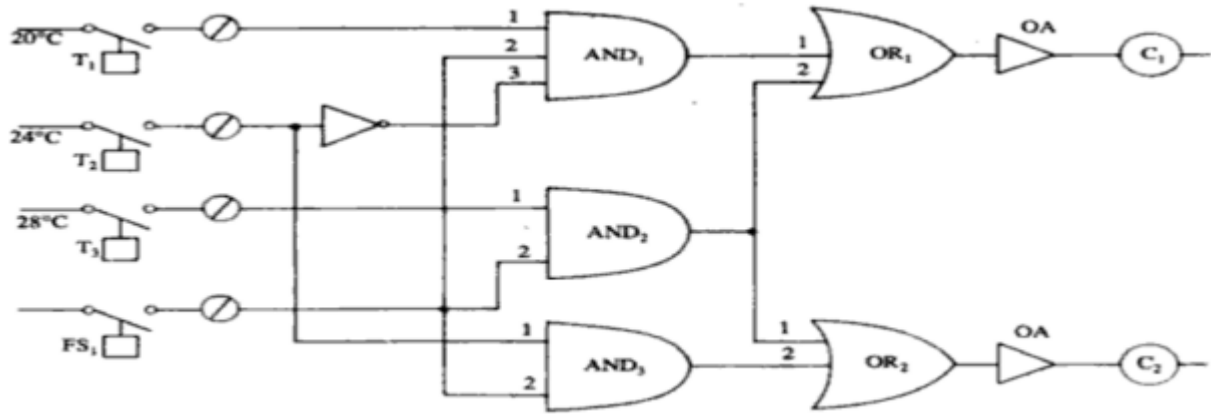 OA
1
1
20°C
T₁
2
AND₁
OR₁
C₁
3
2
24°C
T₂
1
28°C
T₃
AND₂
2
FS₁
1
1
OA
AND₃
2
OR₂
C₂
2